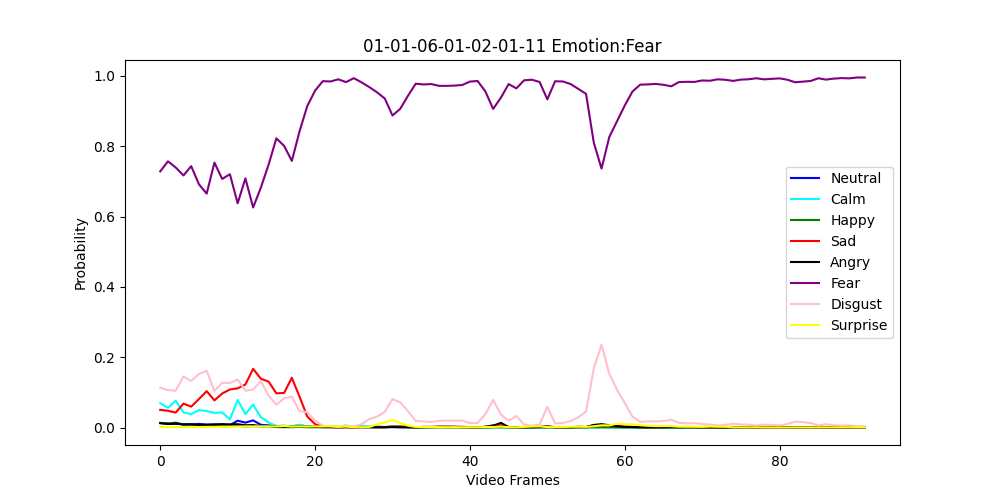 01-01-06-01-02-01-11 Emotion:Fear
1.0
0.8
0.6
0.4
0.2
0.0
Probability
0
20
40
60
80
Video Frames
Neutral
Calm
Happy
Sad
Angry
Fear
Disgust
Surprise